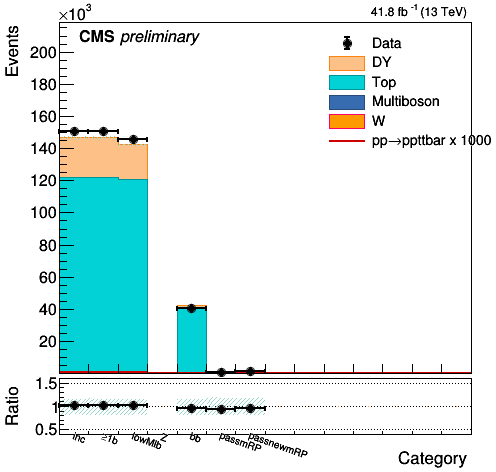 ×10³
41.8 fb⁻¹ (13 TeV)
CMS preliminary
Events
200
180
160
140
120
100
80
60
40
20
Data
DY
Top
Multiboson
W
pp→ppttbar x 1000
Ratio
1.5
1
0.5
inc
≥1b
lowMlb
Z
bb
passmRP
passnewmRP
Category